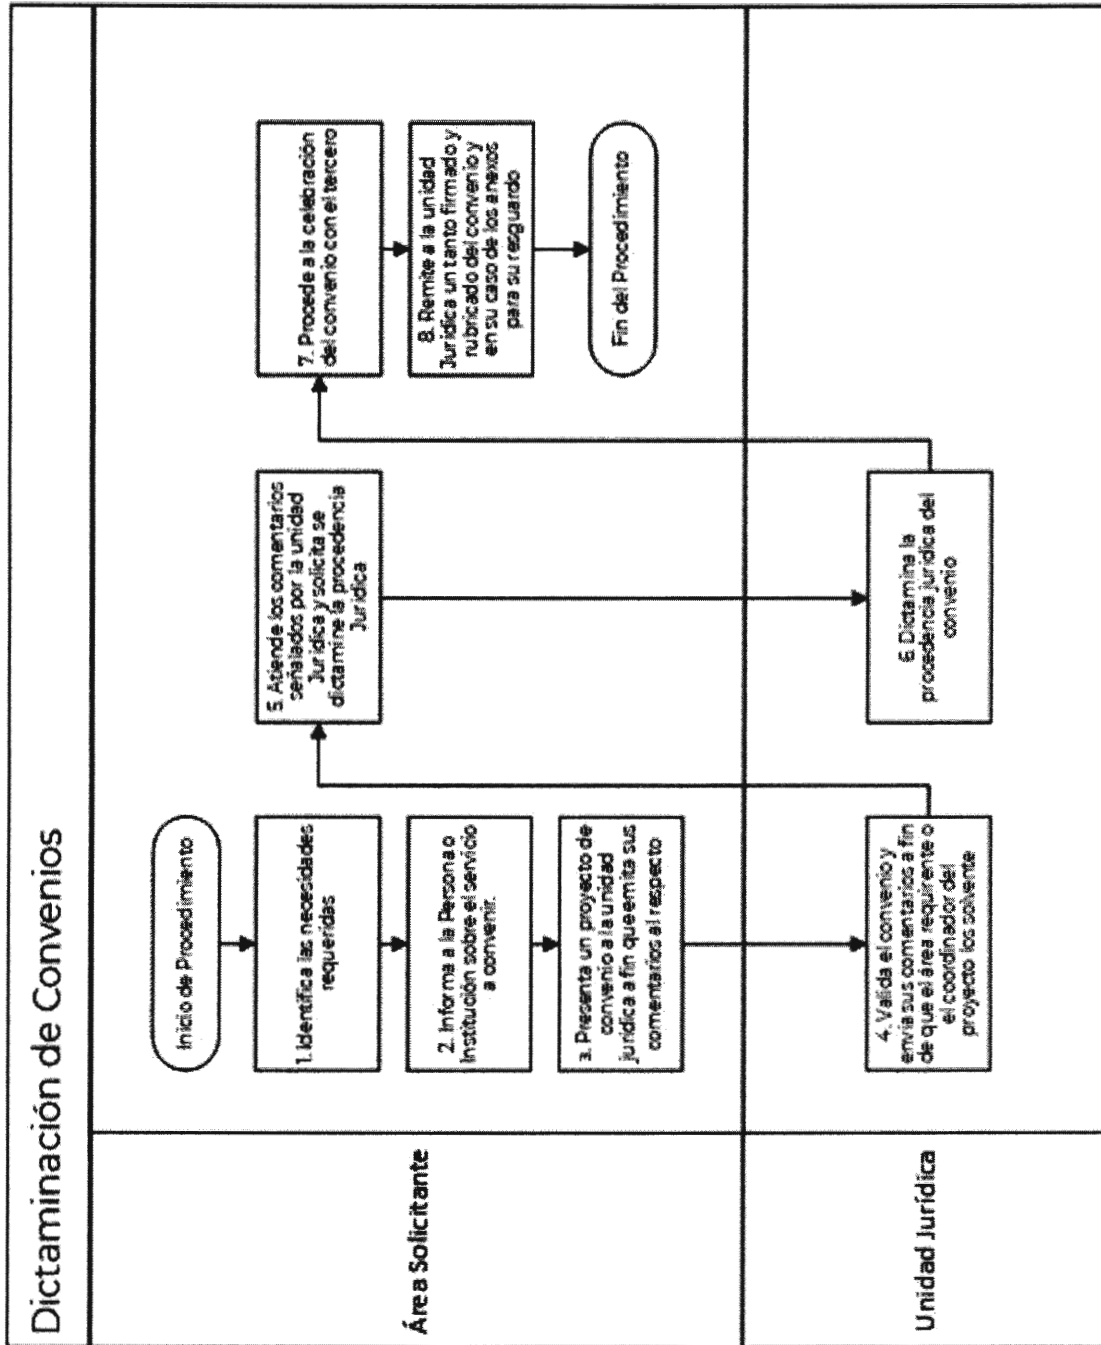 Dictaminación de Convenios
Área Solicitante
Inicio de Procedimiento
1. Identifica las necesidades
requeridas
2. Informa a la Persona o
Institución sobre el servicio
a convenir.
3. Presenta un proyecto de
convenio a la unidad
jurídica a fin que emita sus
comentarios al respecto
5. Atiende los comentarios
señalados por la unidad
Jurídica y solicita se
dictamine la procedencia
Jurídica
7. Procede a la celebración
del convenio con el tercero
8. Remite a la unidad
Jurídica un tanto firmado y
rubricado del convenio y
en su caso de los anexos
para su resguardo
Fin del Procedimiento
Unidad Jurídica
4. Valida el convenio y
envía sus comentarios a fin
de que el área requirente o
el coordinador del
proyecto los solvente
6. Dictamina la
procedencia jurídica del
convenio